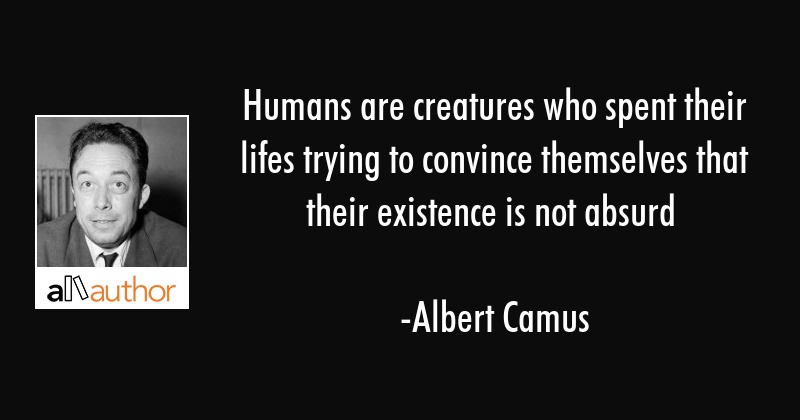 Humans are creatures who spent their
lifes trying to convince themselves that
their existence is not absurd
-Albert Camus
allauthor